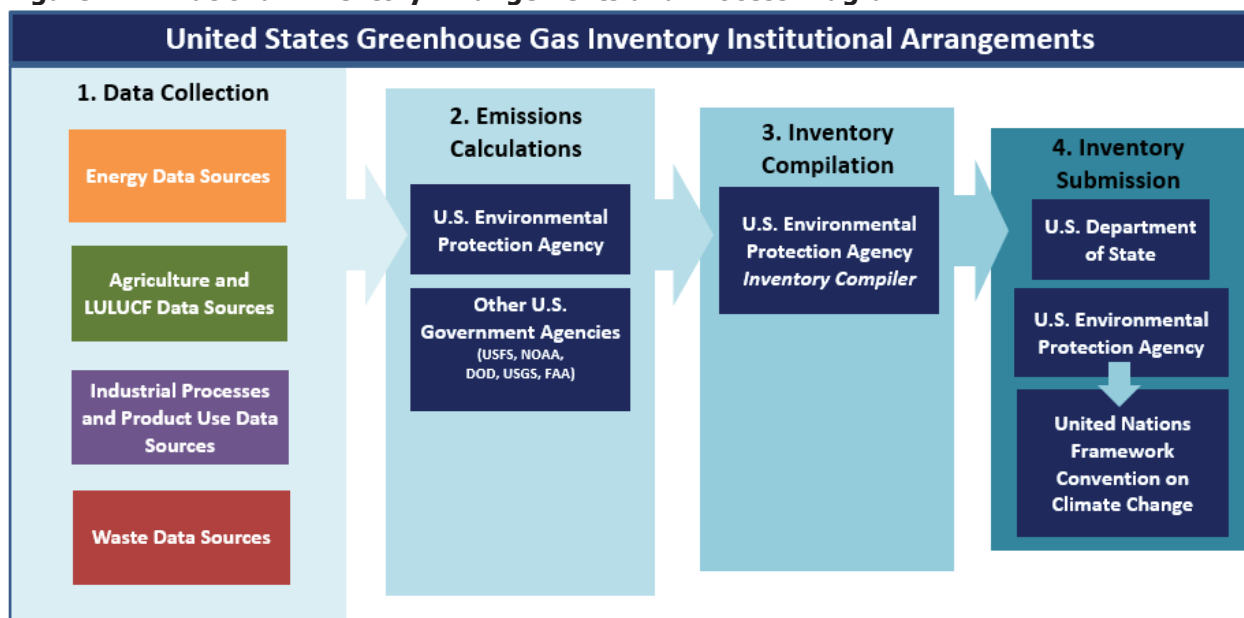 United States Greenhouse Gas Inventory Institutional Arrangements
1. Data Collection
Energy Data Sources
Agriculture and
LULUCF Data Sources
Industrial Processes
and Product Use Data
Sources
Waste Data Sources
2. Emissions
Calculations
U.S. Environmental
Protection Agency
Other U.S.
Government Agencies
(USFS, NOAA,
DOD, USGS, FAA)
3. Inventory
Compilation
U.S. Environmental
Protection Agency
Inventory Compiler
4. Inventory
Submission
U.S. Department
of State
U.S. Environmental
Protection Agency
United Nations
Framework
Convention on
Climate Change